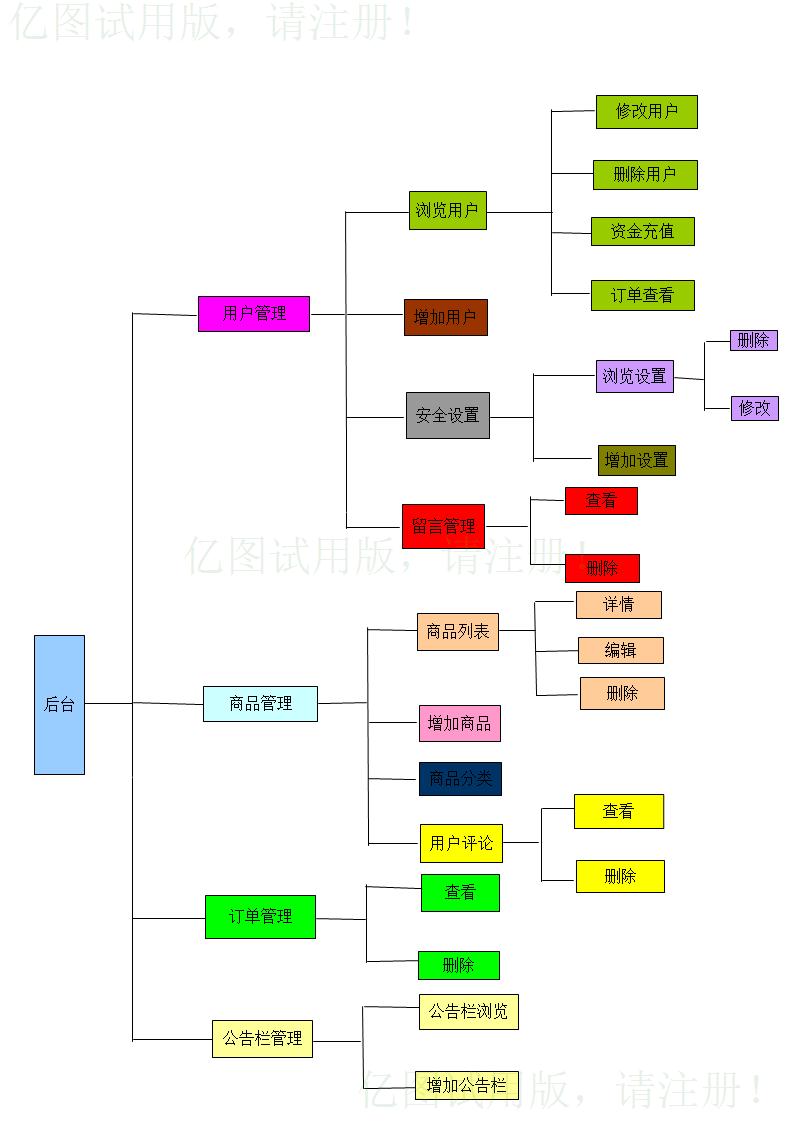 亿图试用版，请注册！
修改用户
删除用户
浏览用户
资金充值
订单查看
用户管理
增加用户
删除
浏览设置
修改
安全设置
增加设置
查看
留言管理
亿图试用版，请注册！
删除
详情
商品列表
编辑
删除
后台
商品管理
增加商品
商品分类
查看
用户评论
删除
查看
订单管理
删除
公告栏浏览
公告栏管理
增加公告栏
亿图试用版，请注册！